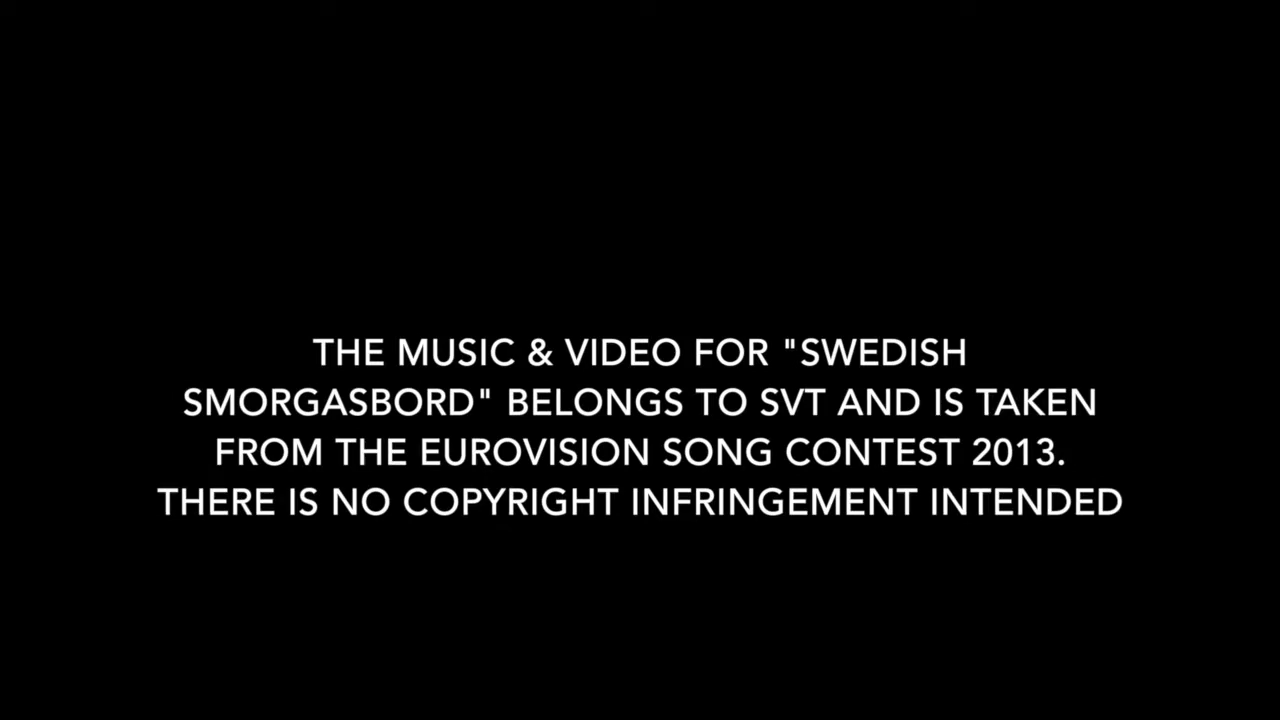 THE MUSIC & VIDEO FOR "SWEDISH
SMORGASBORD" BELONGS TO SVT AND IS TAKEN
FROM THE EUROVISION SONG CONTEST 2013.
THERE IS NO COPYRIGHT INFRINGEMENT INTENDED